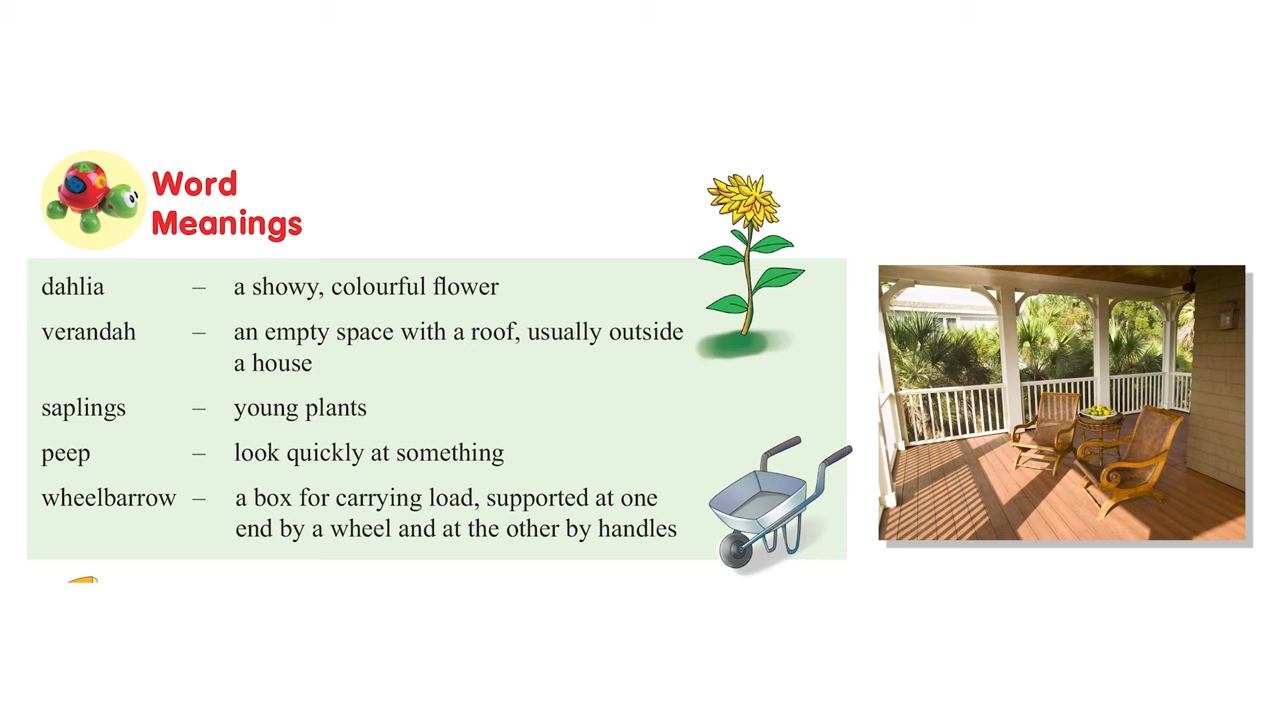 Word
Meanings
dahlia – a showy, colourful flower
verandah – an empty space with a roof, usually outside
a house
saplings – young plants
peep – look quickly at something
wheelbarrow – a box for carrying load, supported at one
end by a wheel and at the other by handles